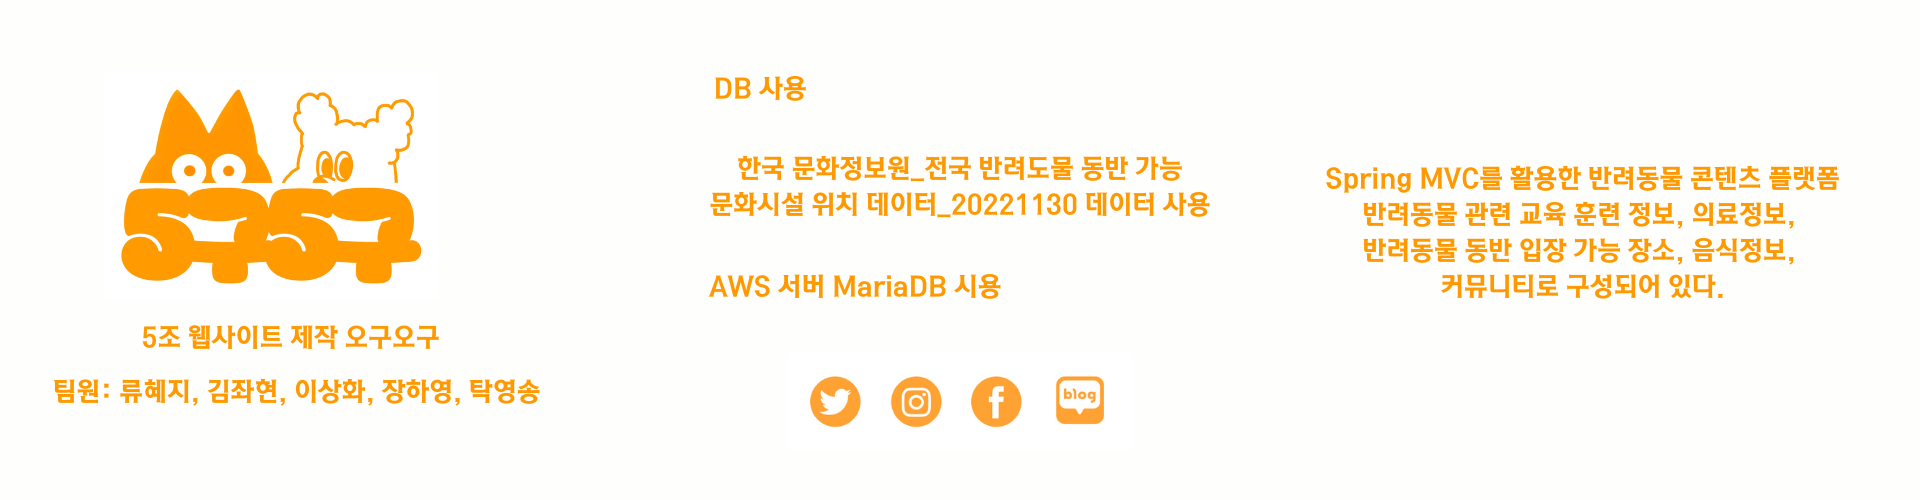 5구5구
5조 웹사이트 제작 오구오구
팀원: 류혜지, 김좌현, 이상화, 장하영, 탁영송
DB 사용
한국 문화정보원_전국 반려도물 동반 가능
문화시설 위치 데이터_20221130 데이터 사용
AWS 서버 MariaDB 시용
blog
Spring MVC를 활용한 반려동물 콘텐츠 플랫폼
반려동물 관련 교육 훈련 정보, 의료정보,
반려동물 동반 입장 가능 장소, 음식정보,
커뮤니티로 구성되어 있다.